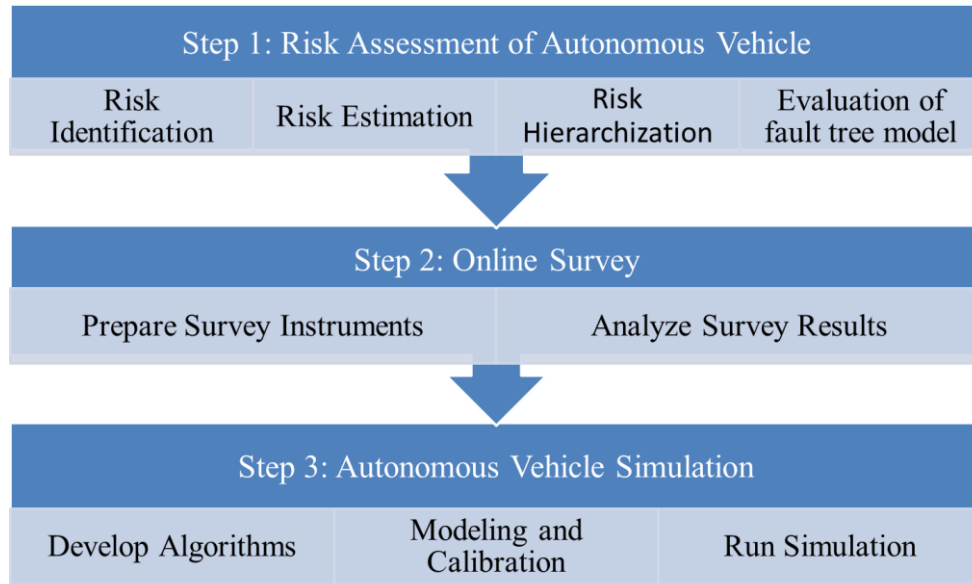 Step 1: Risk Assessment of Autonomous Vehicle
Risk
Identification
Risk Estimation
Risk
Hierarchization
Evaluation of
fault tree model
Step 2: Online Survey
Prepare Survey Instruments
Analyze Survey Results
Step 3: Autonomous Vehicle Simulation
Develop Algorithms
Modeling and
Calibration
Run Simulation